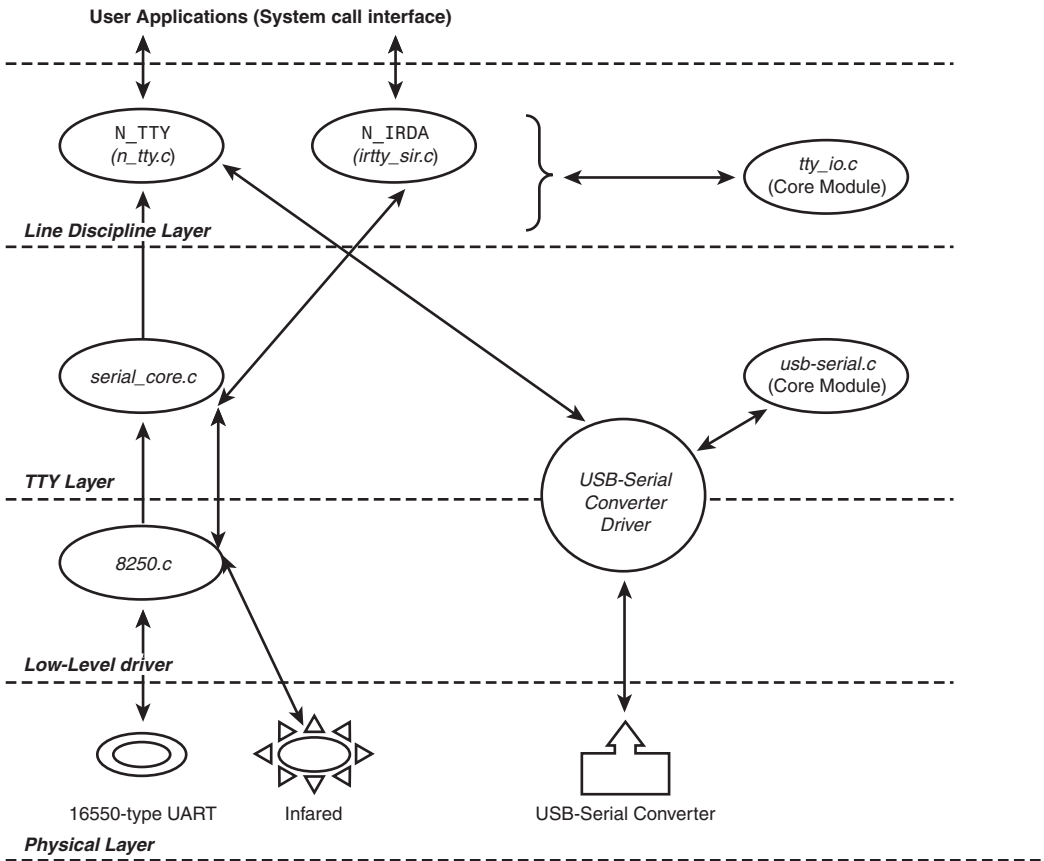 User Applications (System call interface)
N_TTY
(n_tty.c)
N_IRDA
(irtty_sir.c)
tty_io.c
(Core Module)
Line Discipline Layer
serial_core.c
usb-serial.c
(Core Module)
TTY Layer
USB-Serial
Converter
Driver
8250.c
Low-Level driver
16550-type UART
Infared
USB-Serial Converter
Physical Layer